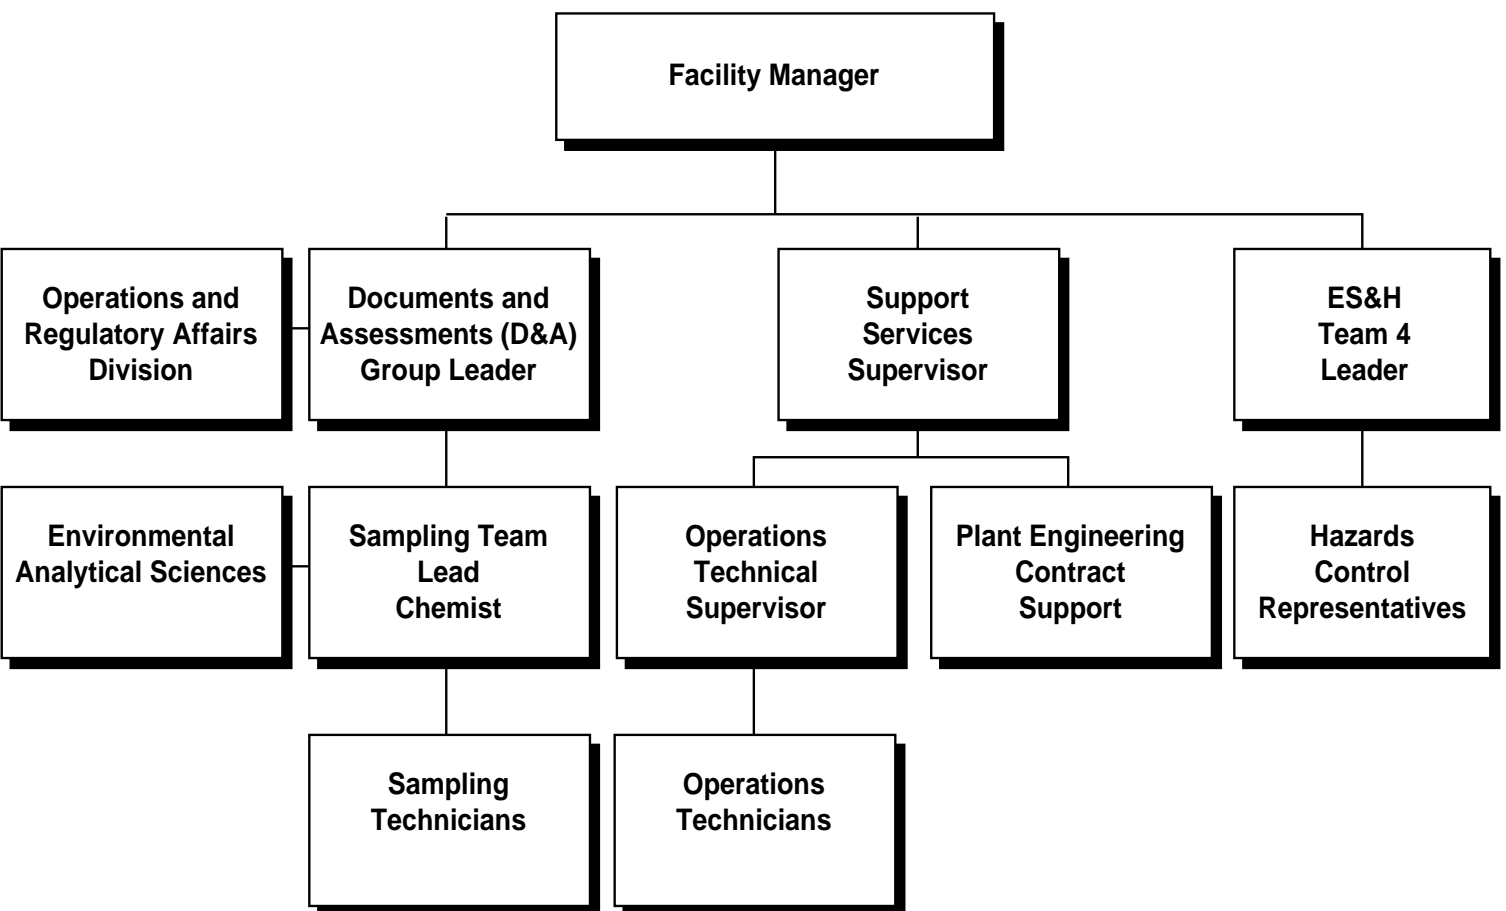 Facility Manager
Operations and
Regulatory Affairs
Division
Documents and
Assessments (D&A)
Group Leader
Support
Services
Supervisor
ES&H
Team 4
Leader
Environmental
Analytical Sciences
Sampling Team
Lead
Chemist
Operations
Technical
Supervisor
Plant Engineering
Contract
Support
Hazards
Control
Representatives
Sampling
Technicians
Operations
Technicians